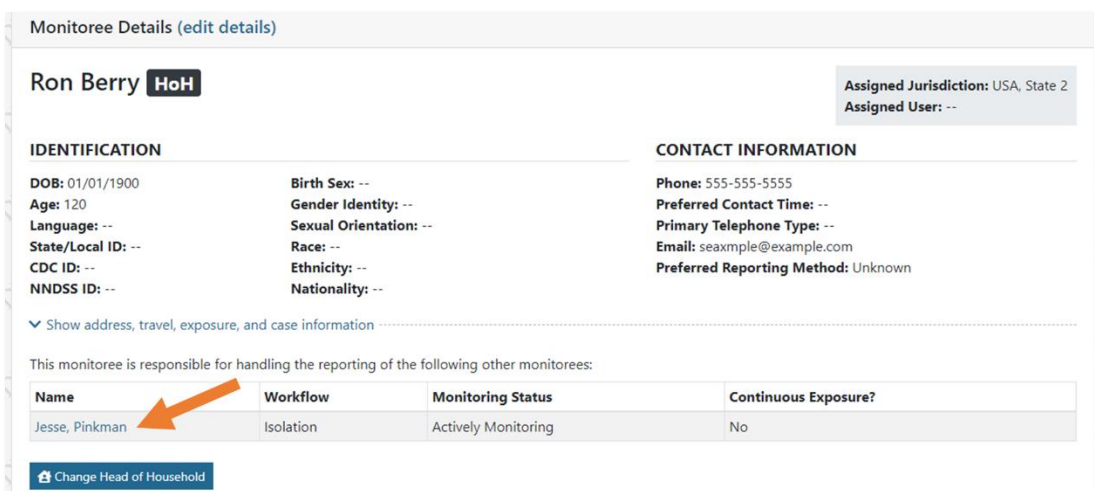 Monitoree Details (edit details)
Ron Berry HoH
Assigned Jurisdiction: USA, State 2
Assigned User: --
IDENTIFICATION
DOB: 01/01/1900
Age: 120
Language: --
State/Local ID: --
CDC ID: --
NNDSS ID: --
Birth Sex: --
Gender Identity: --
Sexual Orientation: --
Race: --
Ethnicity: --
Nationality: --
CONTACT INFORMATION
Phone: 555-555-5555
Preferred Contact Time: --
Primary Telephone Type: --
Email: seaxmple@example.com
Preferred Reporting Method: Unknown
Show address, travel, exposure, and case information
This monitoree is responsible for handling the reporting of the following other monitorees:
Name Workflow Monitoring Status Continuous Exposure?
Jesse, Pinkman Isolation Actively Monitoring No
Change Head of Household